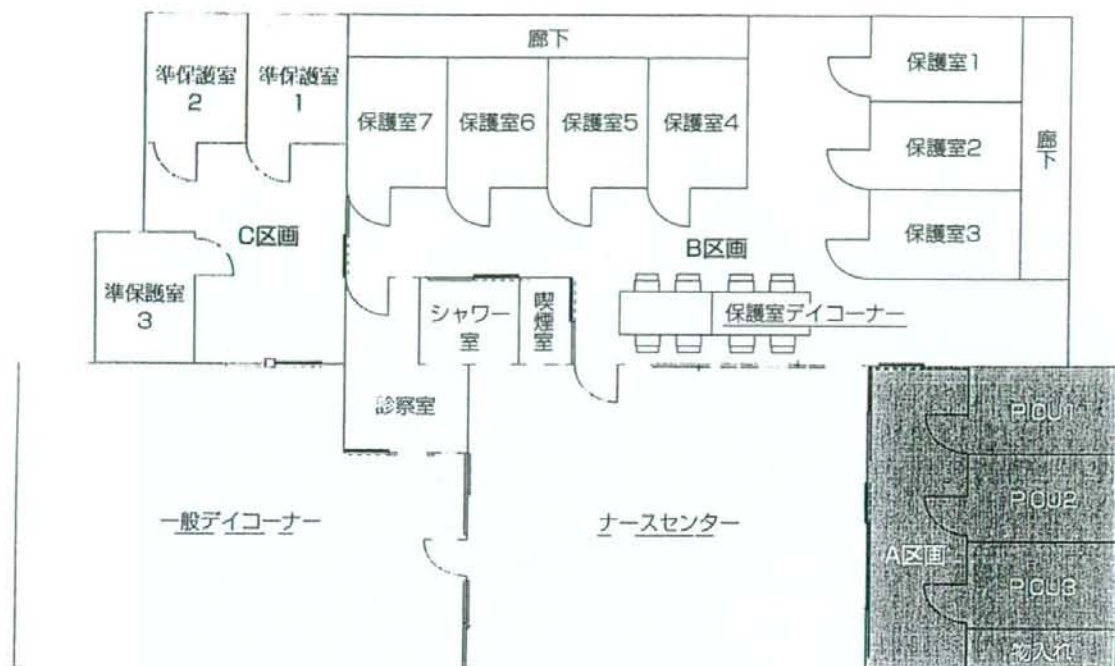 廊下
準保護室
2
準保護室
1
保護室7
保護室6
保護室5
保護室4
保護室1
保護室2
保護室3
廊下
C区画
B区画
準保護室
3
シャワー
室
喫煙室
保護室デイコーナー
診察室
PICU1
PICU2
A区画
PICU3
物入れ
一般デイコーナー
ナースセンター